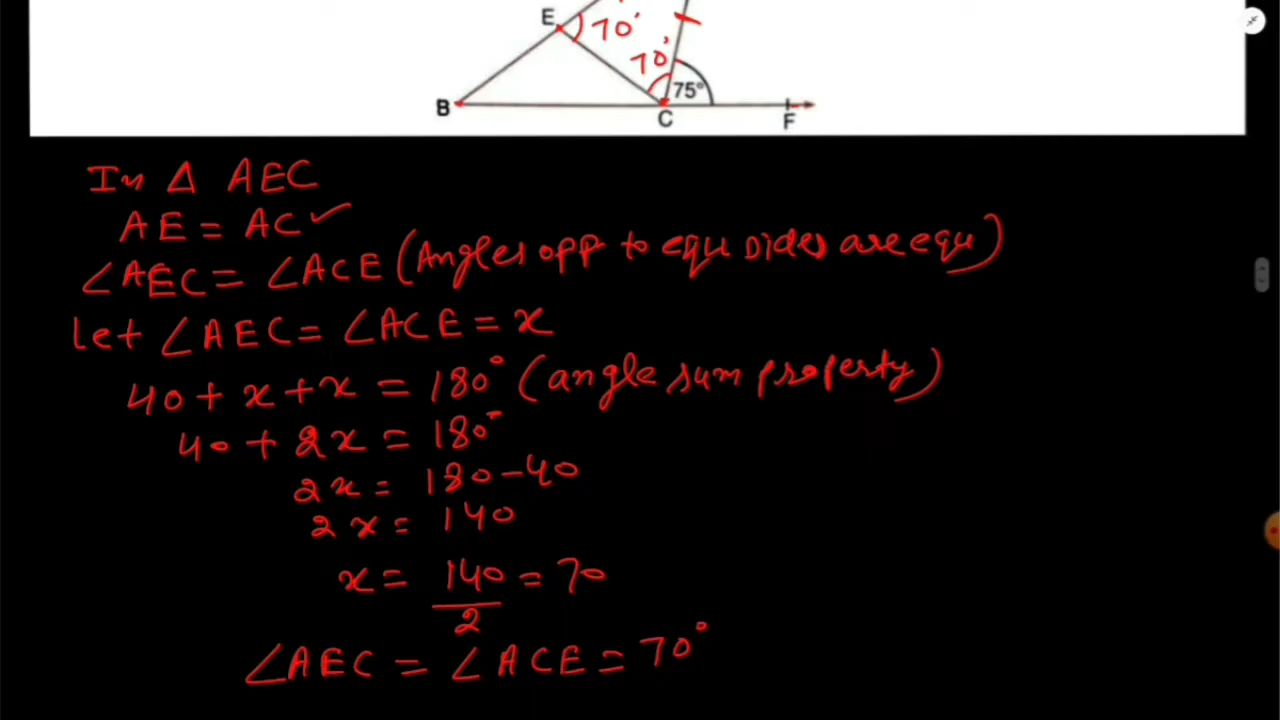 E
70°
70°
75°
B
C
F
In Δ AEC
AE = AC ✓
∠AEC = ∠ACE (Angles opp to equ sides are equ)
let ∠AEC = ∠ACE = x
40 + x + x = 180° (angle sum property)
40 + 2x = 180°
2x = 180 - 40
2x = 140
x = 140/2 = 70
∠AEC = ∠ACE = 70°